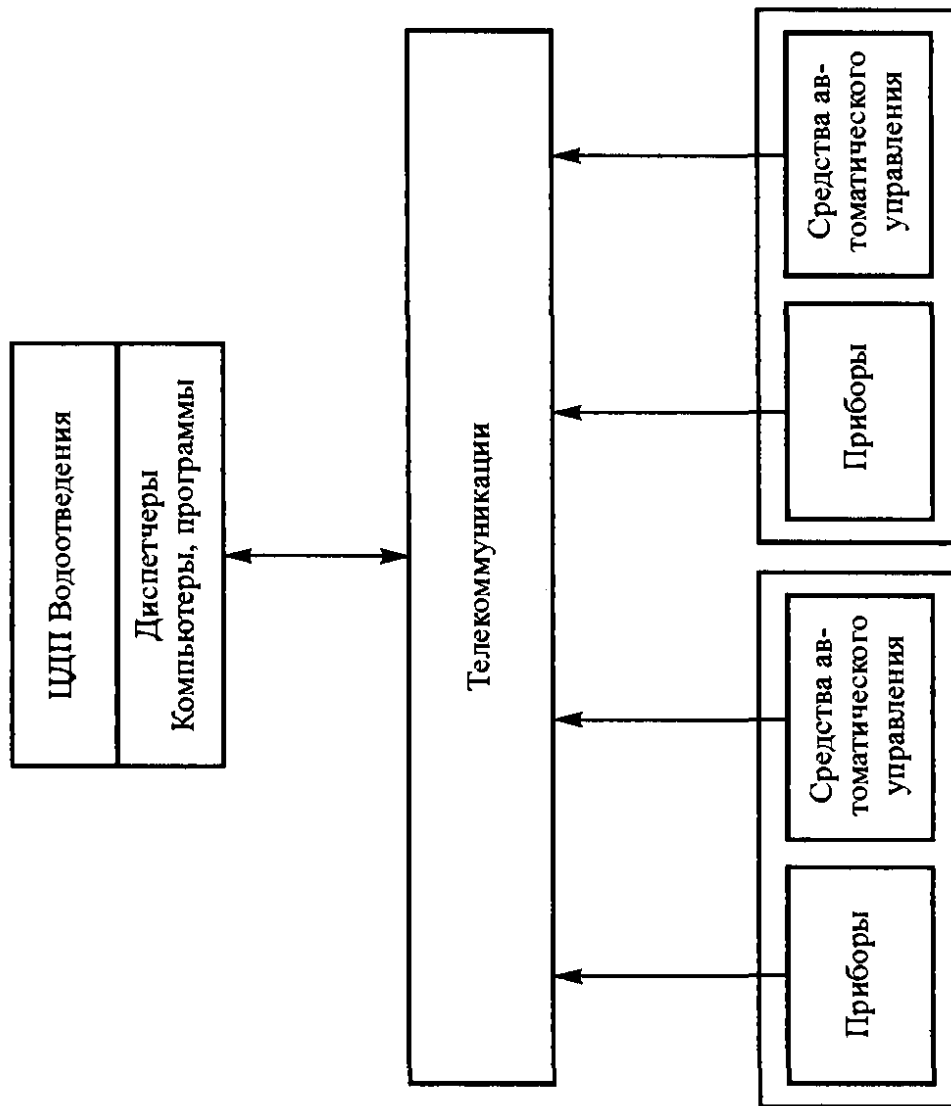 ЦДП Водоотведения
Диспетчеры
Компьютеры, программы
Телекоммуникации
Приборы
Средства ав-
томатического
управления
Приборы
Средства ав-
томатического
управления